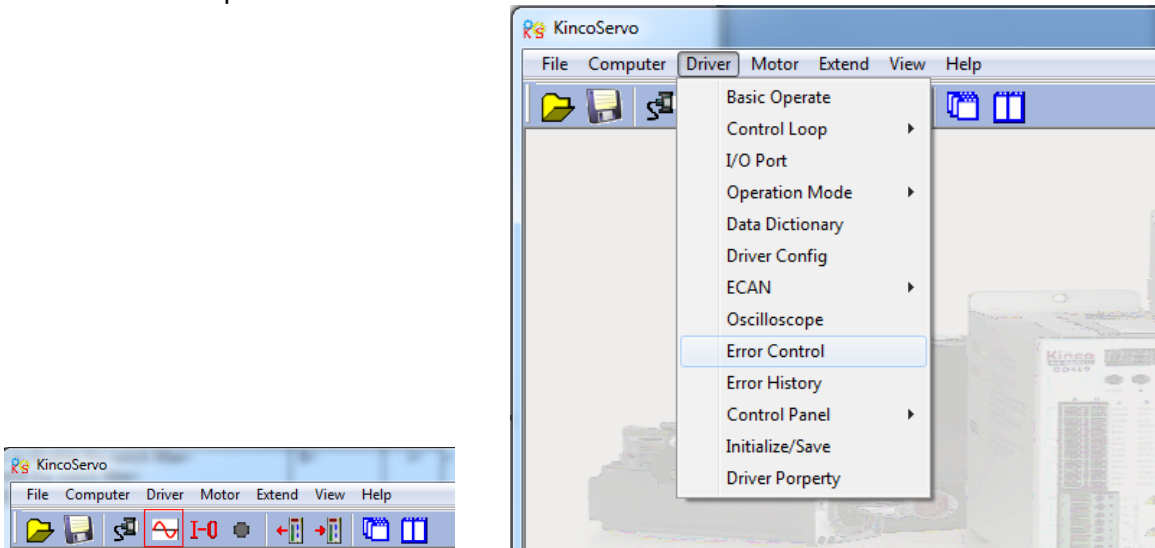 KincoServo
File Computer Driver Motor Extend View Help
Basic Operate
Control Loop
I/O Port
Operation Mode
Data Dictionary
Driver Config
ECAN
Oscilloscope
Error Control
Error History
Control Panel
Initialize/Save
Driver Porperty
Kinco
KincoServo
File Computer Driver Motor Extend View Help
I-0